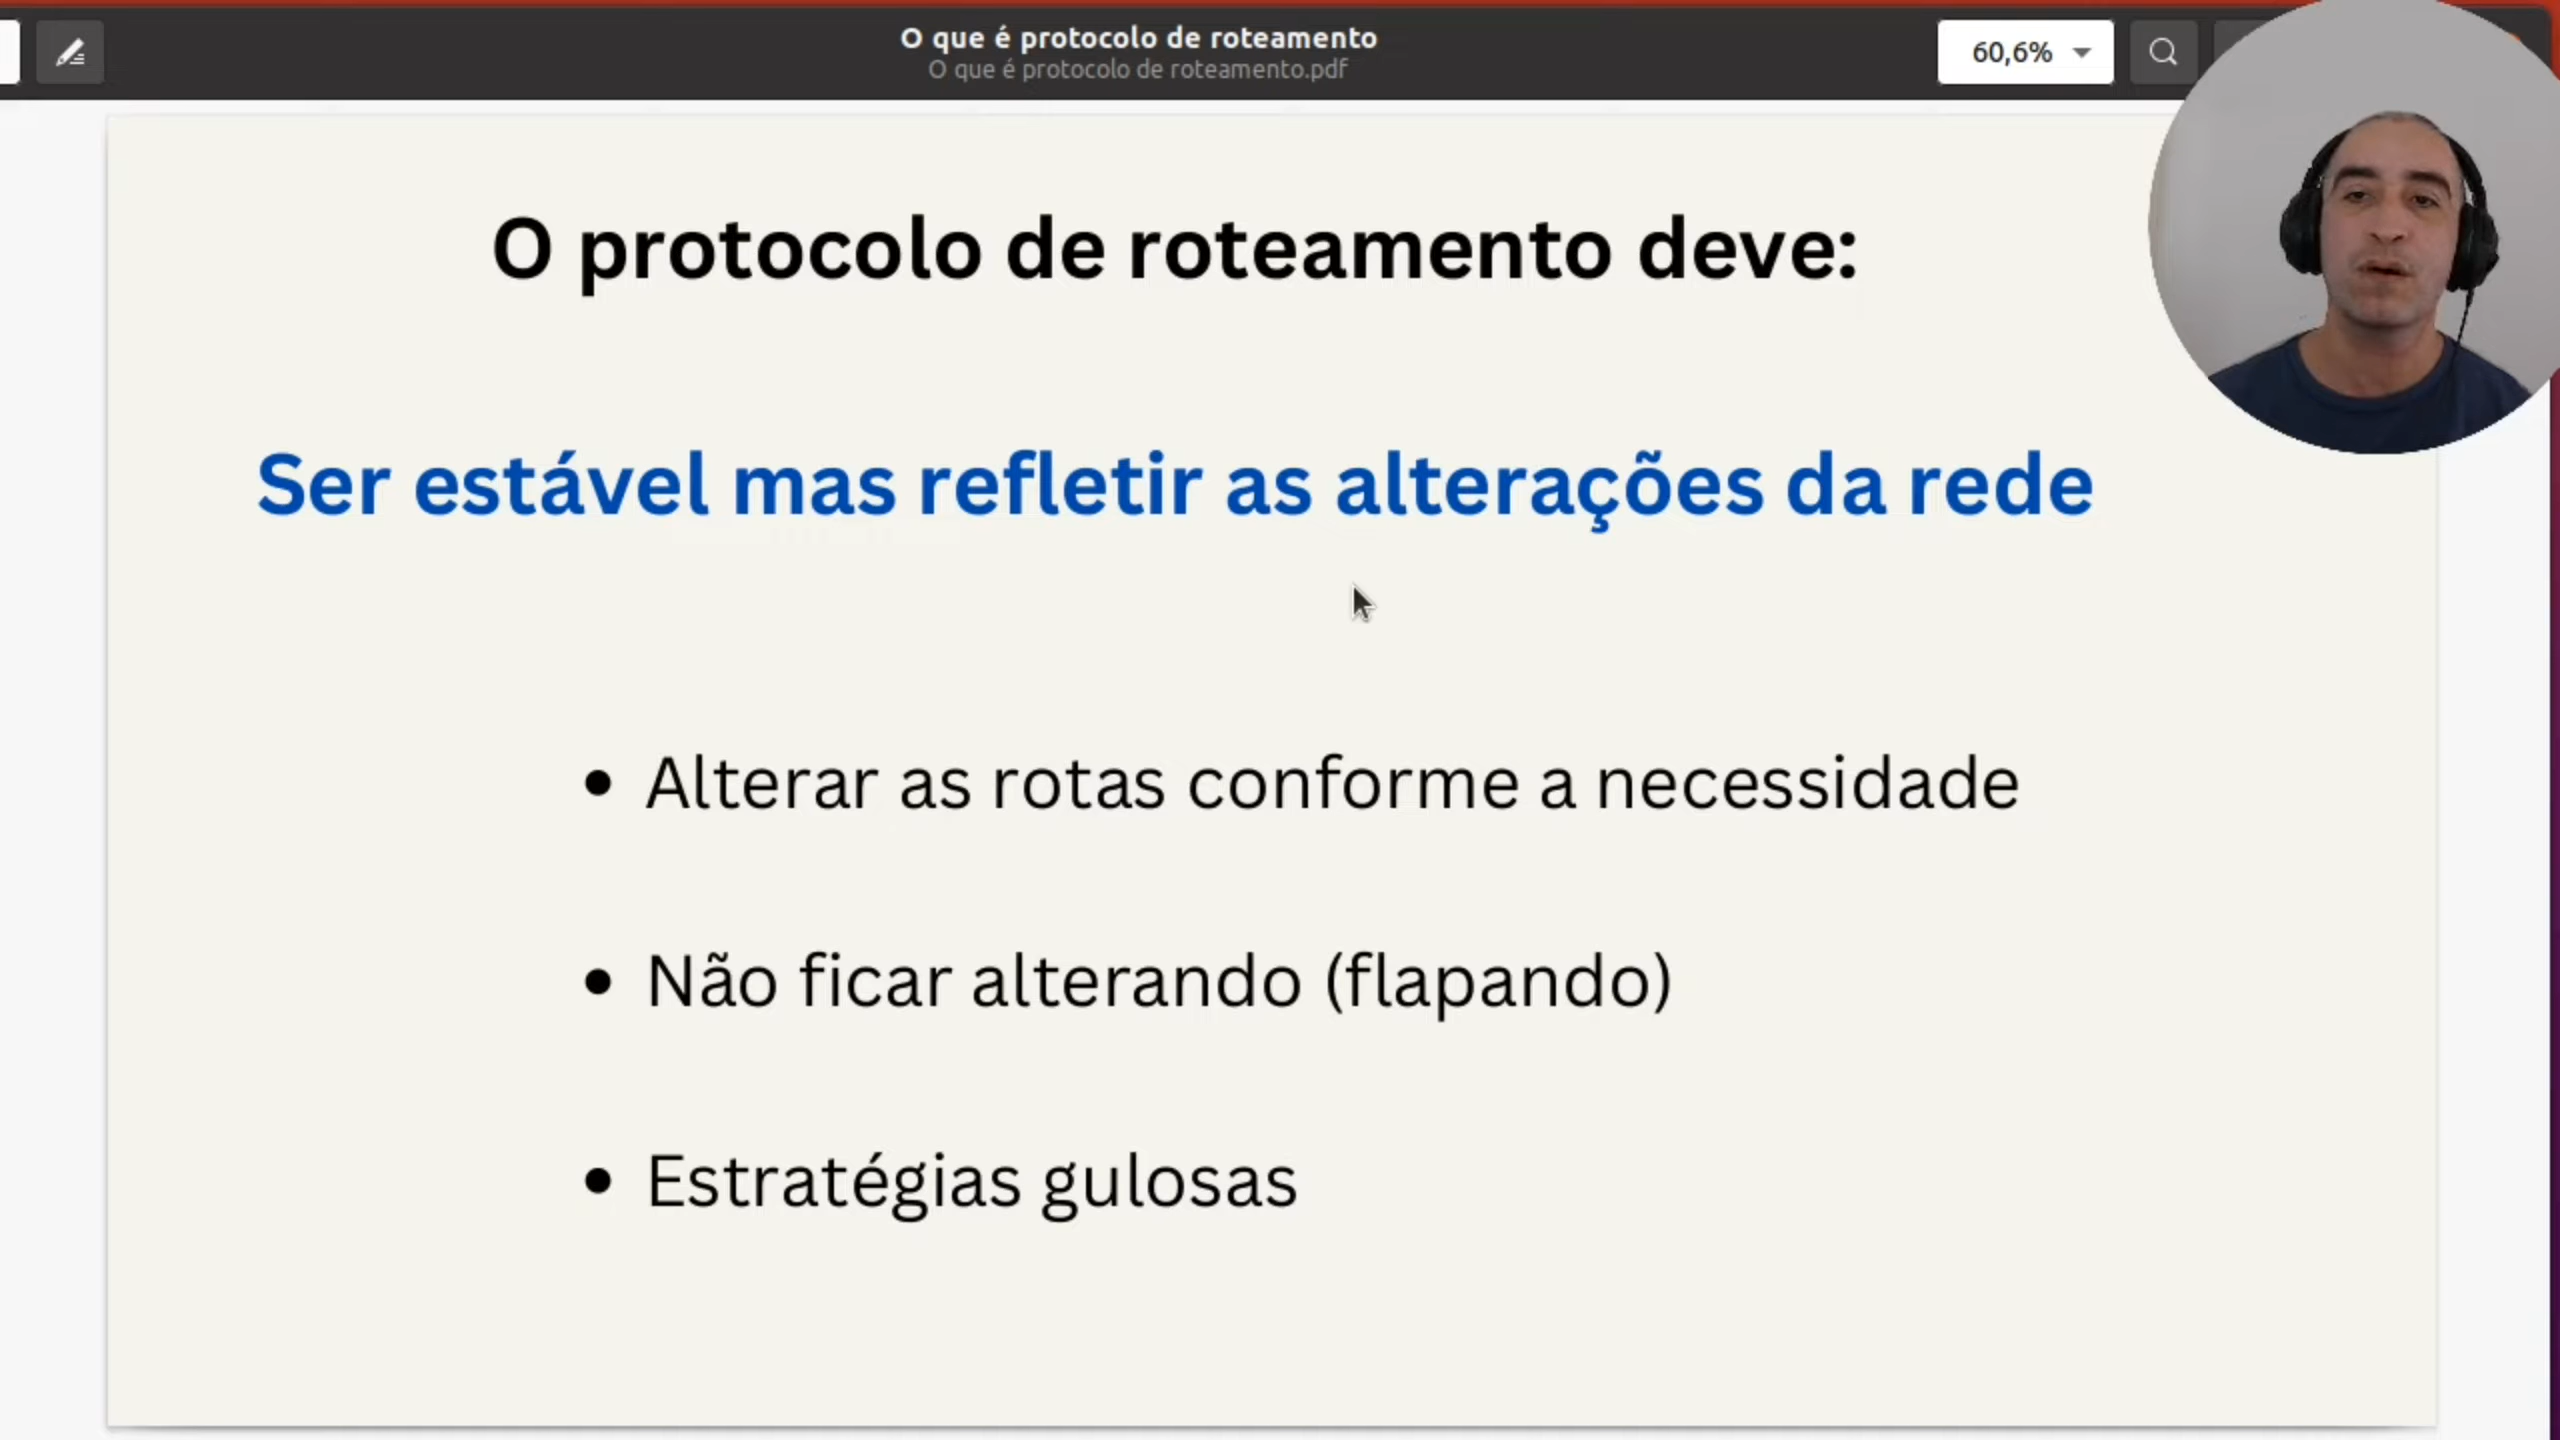 O que é protocolo de roteamento
O que é protocolo de roteamento.pdf
60,6%
O protocolo de roteamento deve:
Ser estável mas refletir as alterações da rede
• Alterar as rotas conforme a necessidade
• Não ficar alterando (flapando)
• Estratégias gulosas